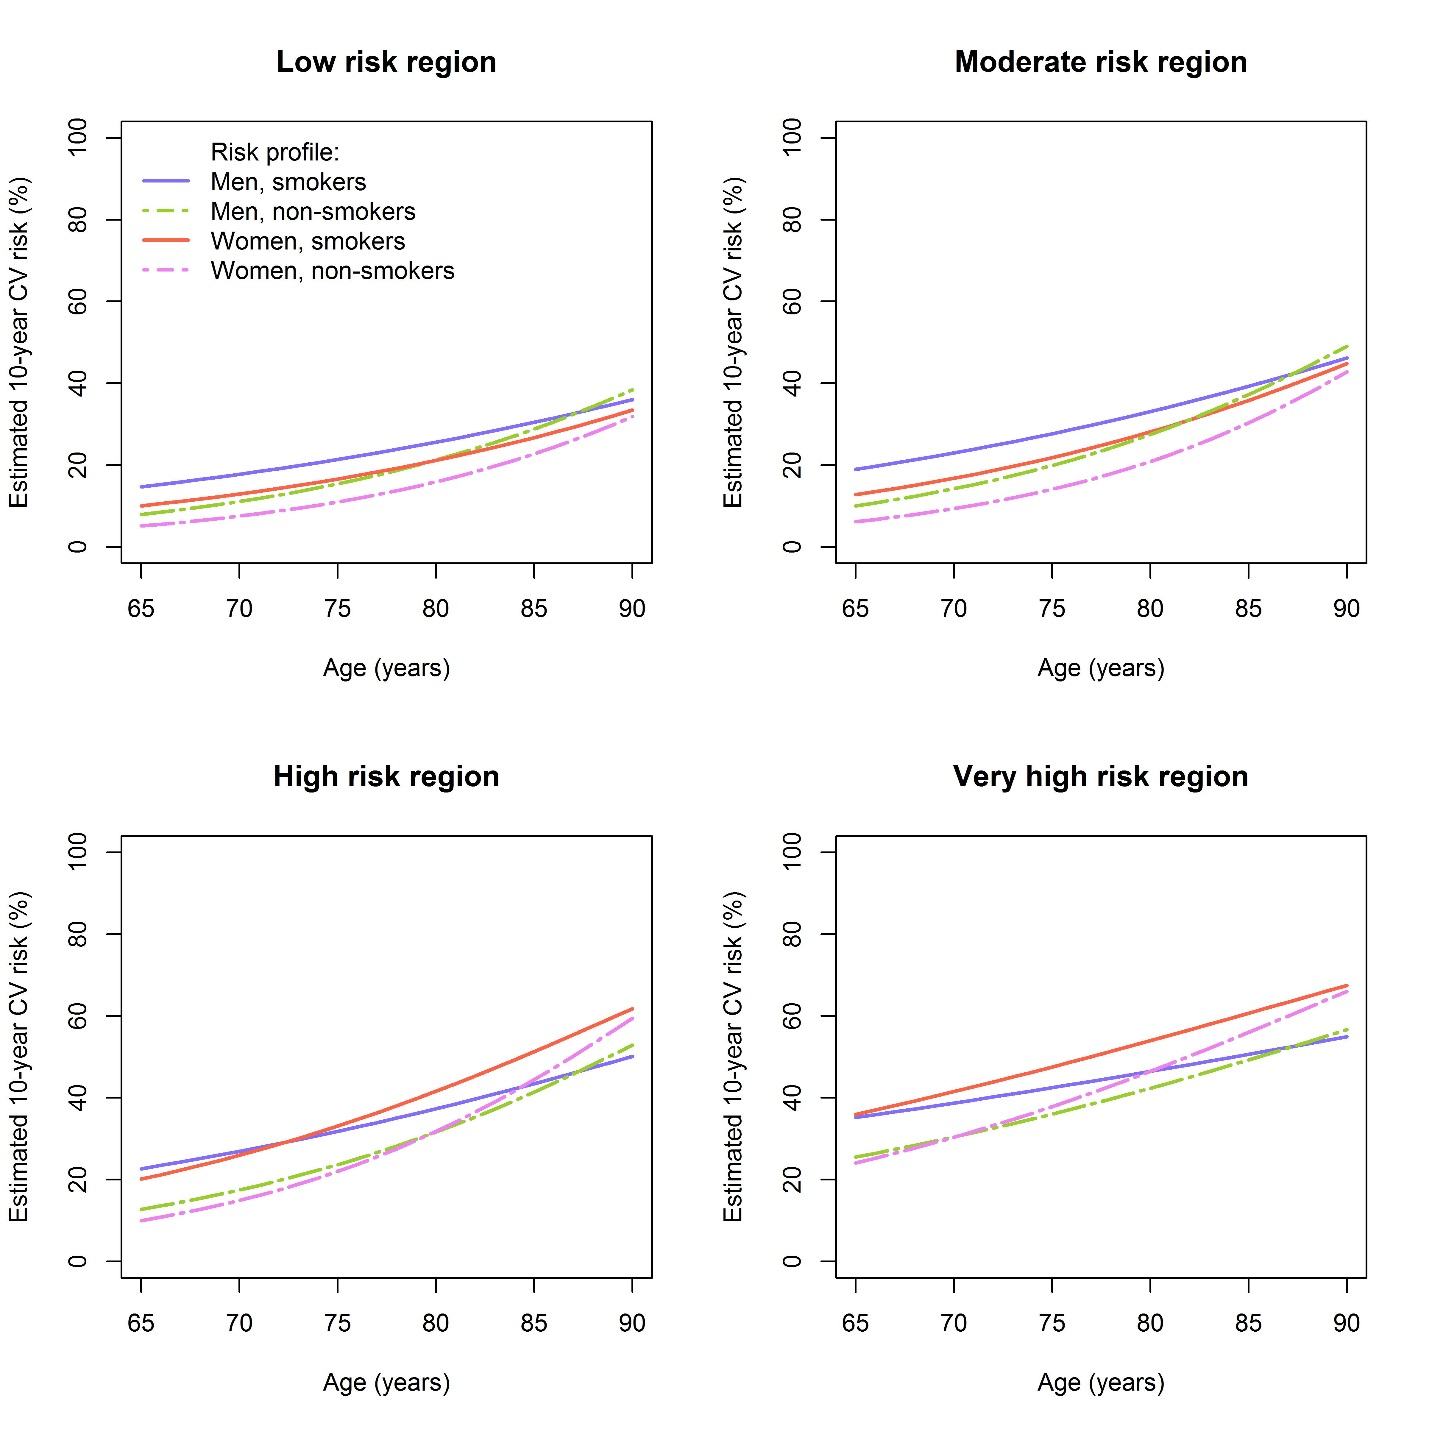 Low risk region
Estimated 10-year CV risk (%)
100
80
60
40
20
0
Risk profile:
Men, smokers
Men, non-smokers
Women, smokers
Women, non-smokers
65 70 75 80 85 90
Age (years)
Moderate risk region
Estimated 10-year CV risk (%)
100
80
60
40
20
0
65 70 75 80 85 90
Age (years)
High risk region
Estimated 10-year CV risk (%)
100
80
60
40
20
0
65 70 75 80 85 90
Age (years)
Very high risk region
Estimated 10-year CV risk (%)
100
80
60
40
20
0
65 70 75 80 85 90
Age (years)